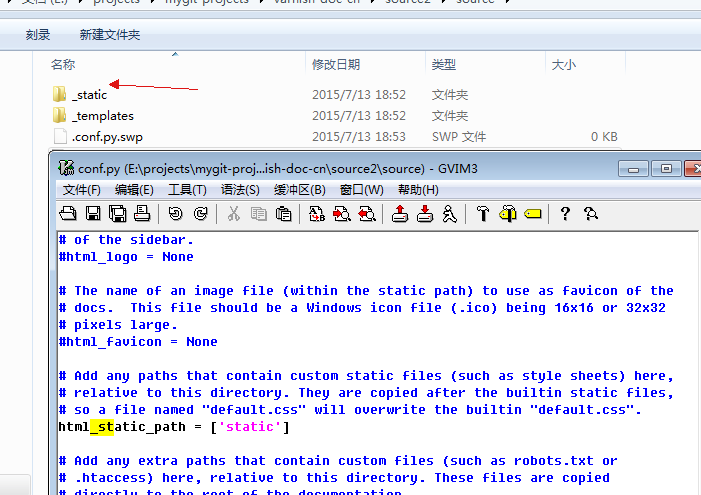 projects mygit-projects varnish-doc-cn source2 source
刻录 新建文件夹
名称 修改日期 类型 大小
_static 2015/7/13 18:52 文件夹
_templates 2015/7/13 18:52 文件夹
.conf.py.swp 2015/7/13 18:53 SWP 文件 0 KB
conf.py (E:\projects\mygit-proj...ish-doc-cn\source2\source) - GVIM3
文件(F) 编辑(E) 工具(T) 语法(S) 缓冲区(B) 窗口(W) 帮助(H)
# of the sidebar.
#html_logo = None
# The name of an image file (within the static path) to use as favicon of the
# docs.  This file should be a Windows icon file (.ico) being 16x16 or 32x32
# pixels large.
#html_favicon = None
# Add any paths that contain custom static files (such as style sheets) here,
# relative to this directory. They are copied after the builtin static files,
# so a file named "default.css" will overwrite the builtin "default.css".
html_static_path = ['static']
# Add any extra paths that contain custom files (such as robots.txt or
# .htaccess) here, relative to this directory. These files are copied
# directly to the root of the documentation.